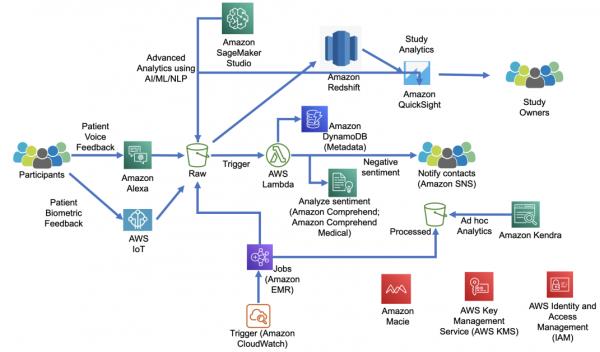 Amazon
SageMaker
Studio
Advanced
Analytics using
AI/ML/NLP
Amazon
Redshift
Study
Analytics
Amazon
QuickSight
Study
Owners
Patient
Voice
Feedback
Participants
Amazon
Alexa
Raw
Trigger
AWS
Lambda
Amazon
DynamoDB
(Metadata)
Negative
sentiment
Notify contacts
(Amazon SNS)
Analyze sentiment
(Amazon Comprehend;
Amazon Comprehend
Medical)
Patient
Biometric
Feedback
AWS
IoT
Processed
Ad hoc
Analytics
Amazon Kendra
Jobs
(Amazon
EMR)
Trigger (Amazon
CloudWatch)
Amazon
Macie
AWS Key
Management
Service (AWS KMS)
AWS Identity and
Access Management
(IAM)